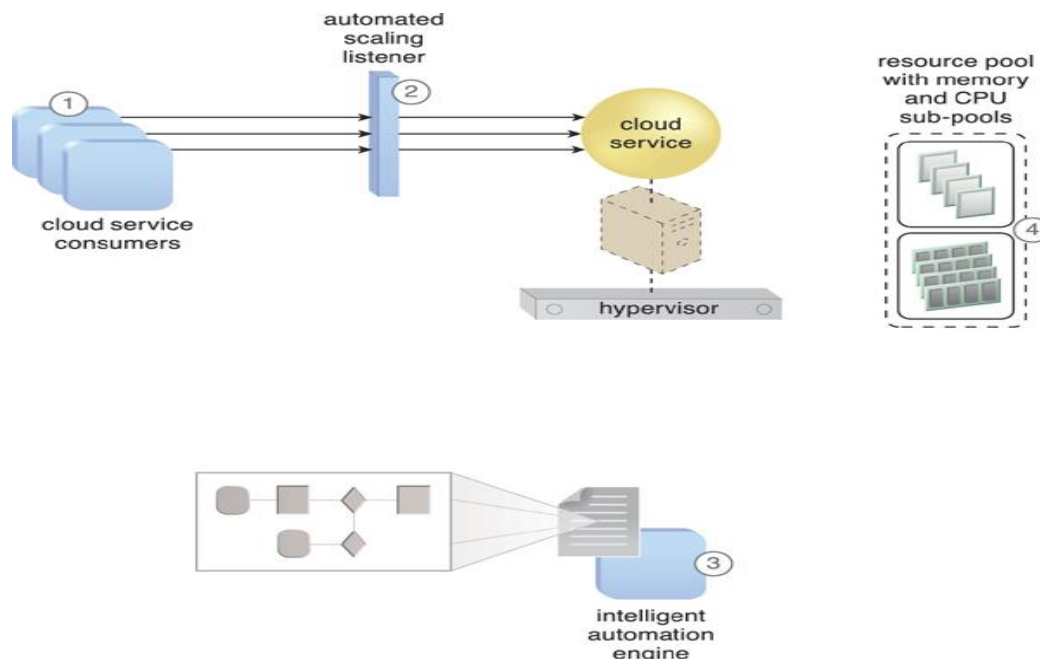 automated
scaling
listener
1
2
cloud service
consumers
cloud
service
hypervisor
resource pool
with memory
and CPU
sub-pools
4
3
intelligent
automation
engine